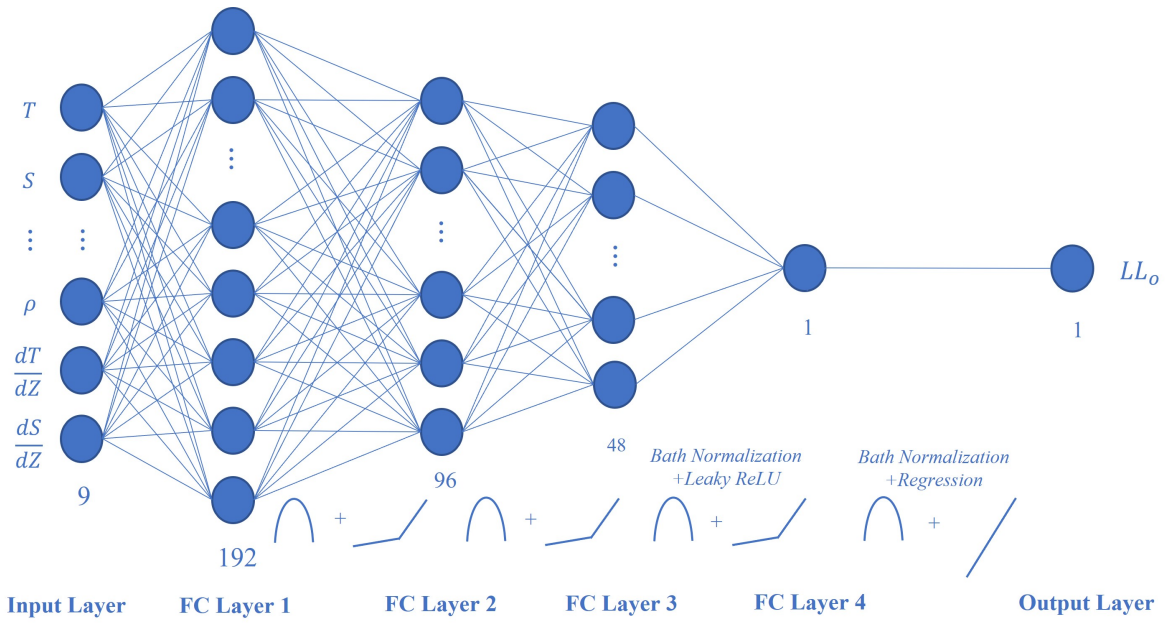 T
S
⋮ ⋮ ⋮ ⋮ ⋮
ρ
dT
dZ
dS
dZ
9
192
96
48
1
1
LLₒ
Bath Normalization
+Leaky ReLU
Bath Normalization
+Regression
+ + + +
Input Layer FC Layer 1 FC Layer 2 FC Layer 3 FC Layer 4 Output Layer